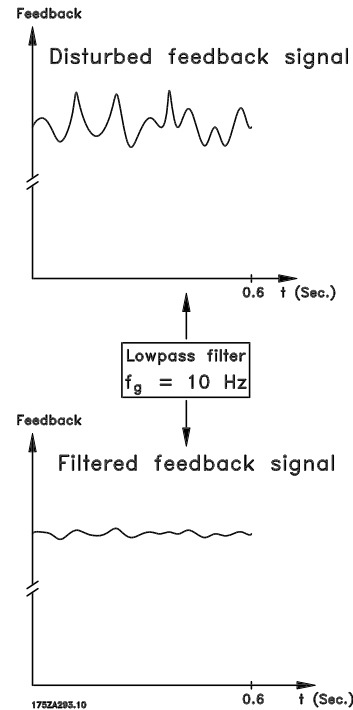 Feedback
Disturbed feedback signal
0.6 t (Sec.)
Lowpass filter
fg = 10 Hz
Feedback
Filtered feedback signal
0.6 t (Sec.)
175ZA293.10